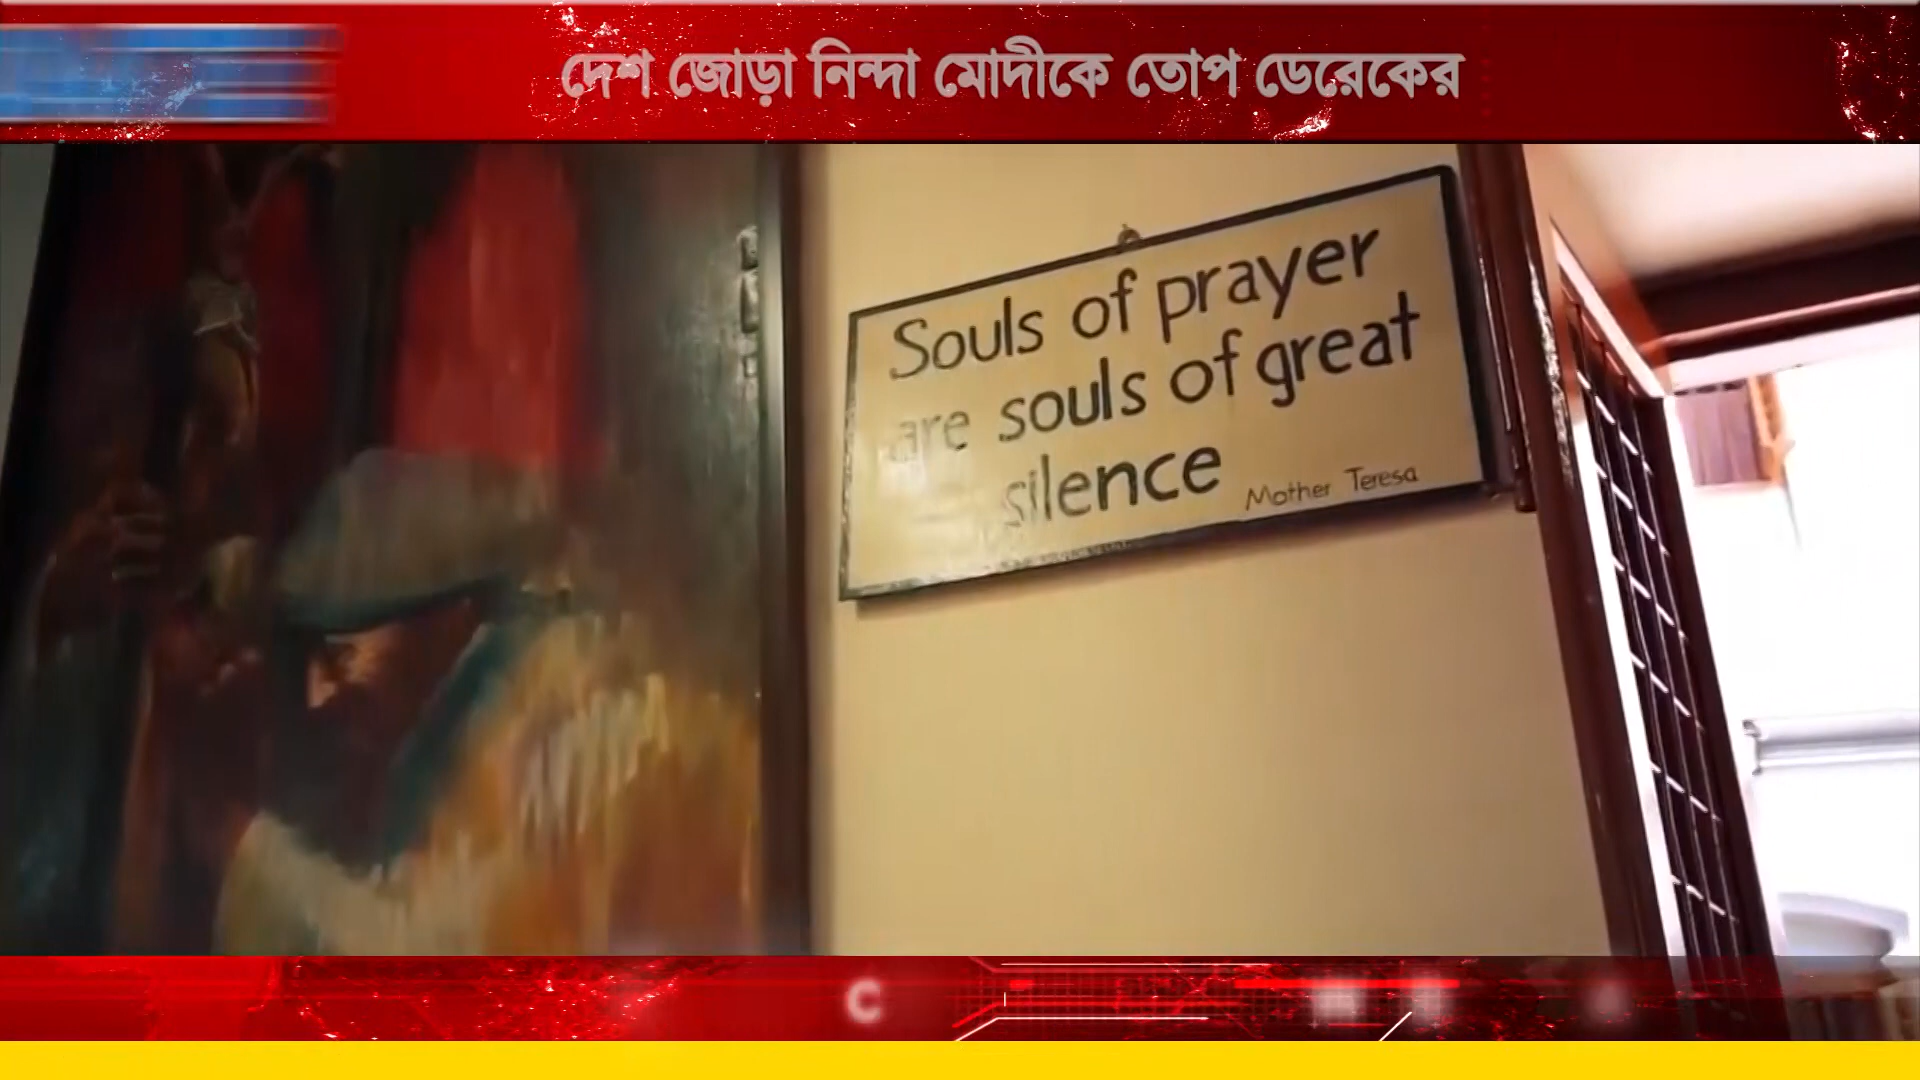 দেশ জোড়া নিন্দা মোদীকে তোপ ডেরেকের
Souls of prayer
are souls of great
silence
Mother Teresa
C